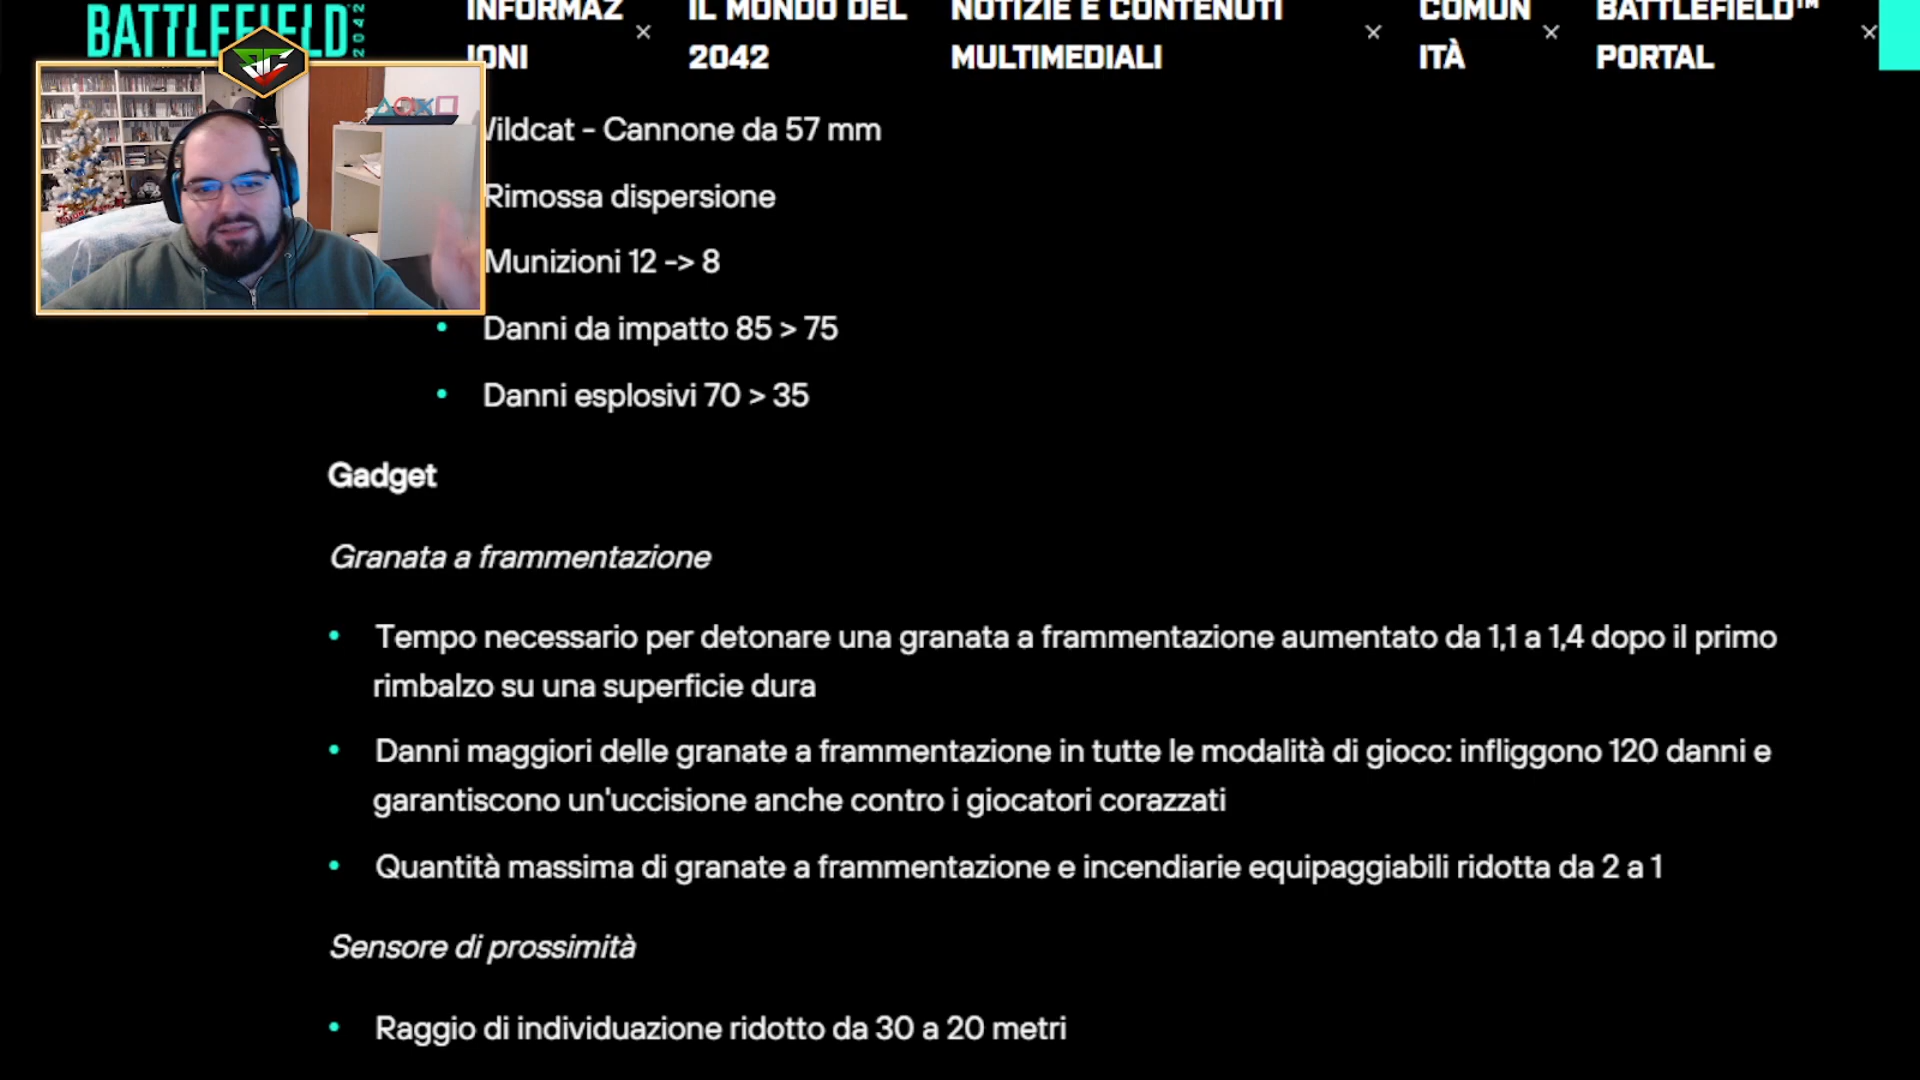 BATTLEFIELD 2042
INFORMAZ
IONI
IL MONDO DEL
2042
NOTIZIE E CONTENUTI
MULTIMEDIALI
COMUN
ITÀ
BATTLEFIELD™
PORTAL
Wildcat - Cannone da 57 mm
Rimossa dispersione
Munizioni 12 -> 8
• Danni da impatto 85 > 75
• Danni esplosivi 70 > 35
Gadget
Granata a frammentazione
• Tempo necessario per detonare una granata a frammentazione aumentato da 1,1 a 1,4 dopo il primo
rimbalzo su una superficie dura
• Danni maggiori delle granate a frammentazione in tutte le modalità di gioco: infliggono 120 danni e
garantiscono un'uccisione anche contro i giocatori corazzati
• Quantità massima di granate a frammentazione e incendiarie equipaggiabili ridotta da 2 a 1
Sensore di prossimità
• Raggio di individuazione ridotto da 30 a 20 metri